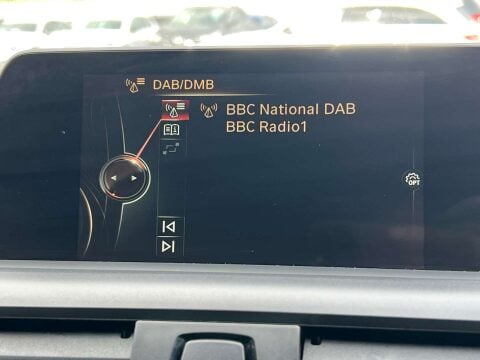 DAB/DMB
BBC National DAB
BBC Radio1
OPT